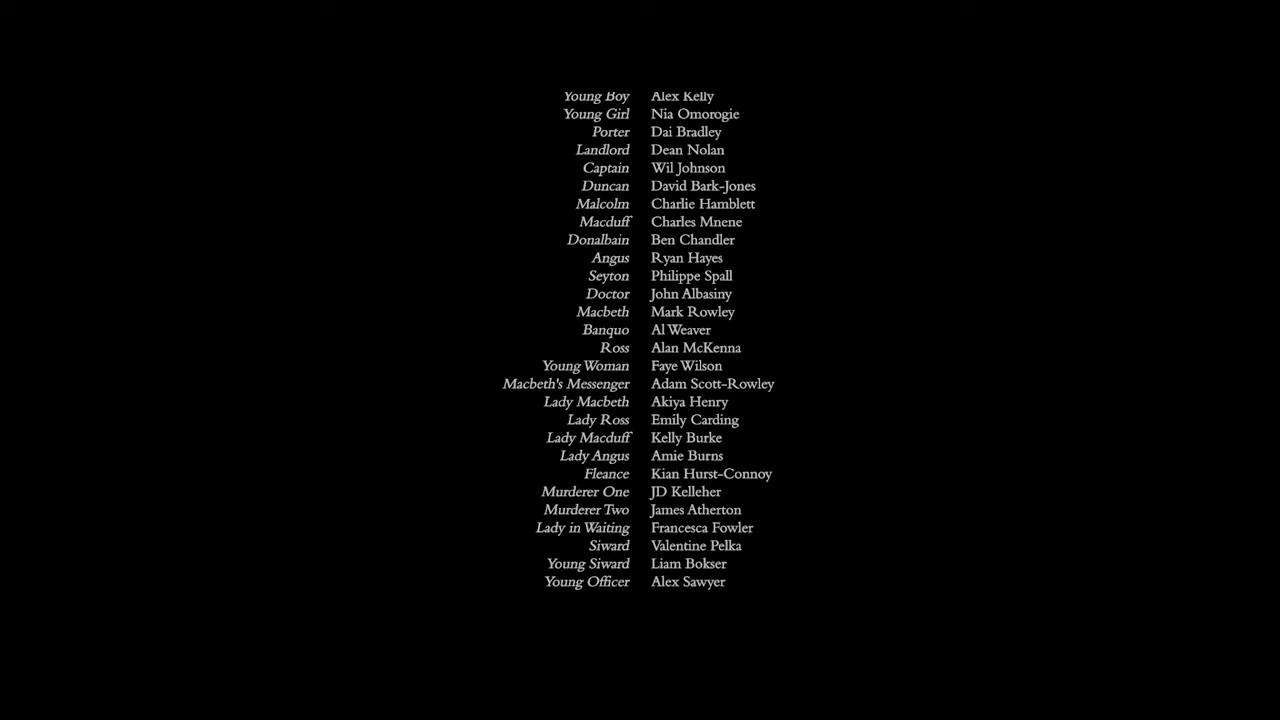 Young Boy Alex Kelly
Young Girl Nia Omorogie
Porter Dai Bradley
Landlord Dean Nolan
Captain Wil Johnson
Duncan David Bark-Jones
Malcolm Charlie Hamblett
Macduff Charles Mnene
Donalbain Ben Chandler
Angus Ryan Hayes
Seyton Philippe Spall
Doctor John Albasiny
Macbeth Mark Rowley
Banquo Al Weaver
Ross Alan McKenna
Young Woman Faye Wilson
Macbeth's Messenger Adam Scott-Rowley
Lady Macbeth Akiya Henry
Lady Ross Emily Carding
Lady Macduff Kelly Burke
Lady Angus Amie Burns
Fleance Kian Hurst-Connoy
Murderer One JD Kelleher
Murderer Two James Atherton
Lady in Waiting Francesca Fowler
Siward Valentine Pelka
Young Siward Liam Bokser
Young Officer Alex Sawyer